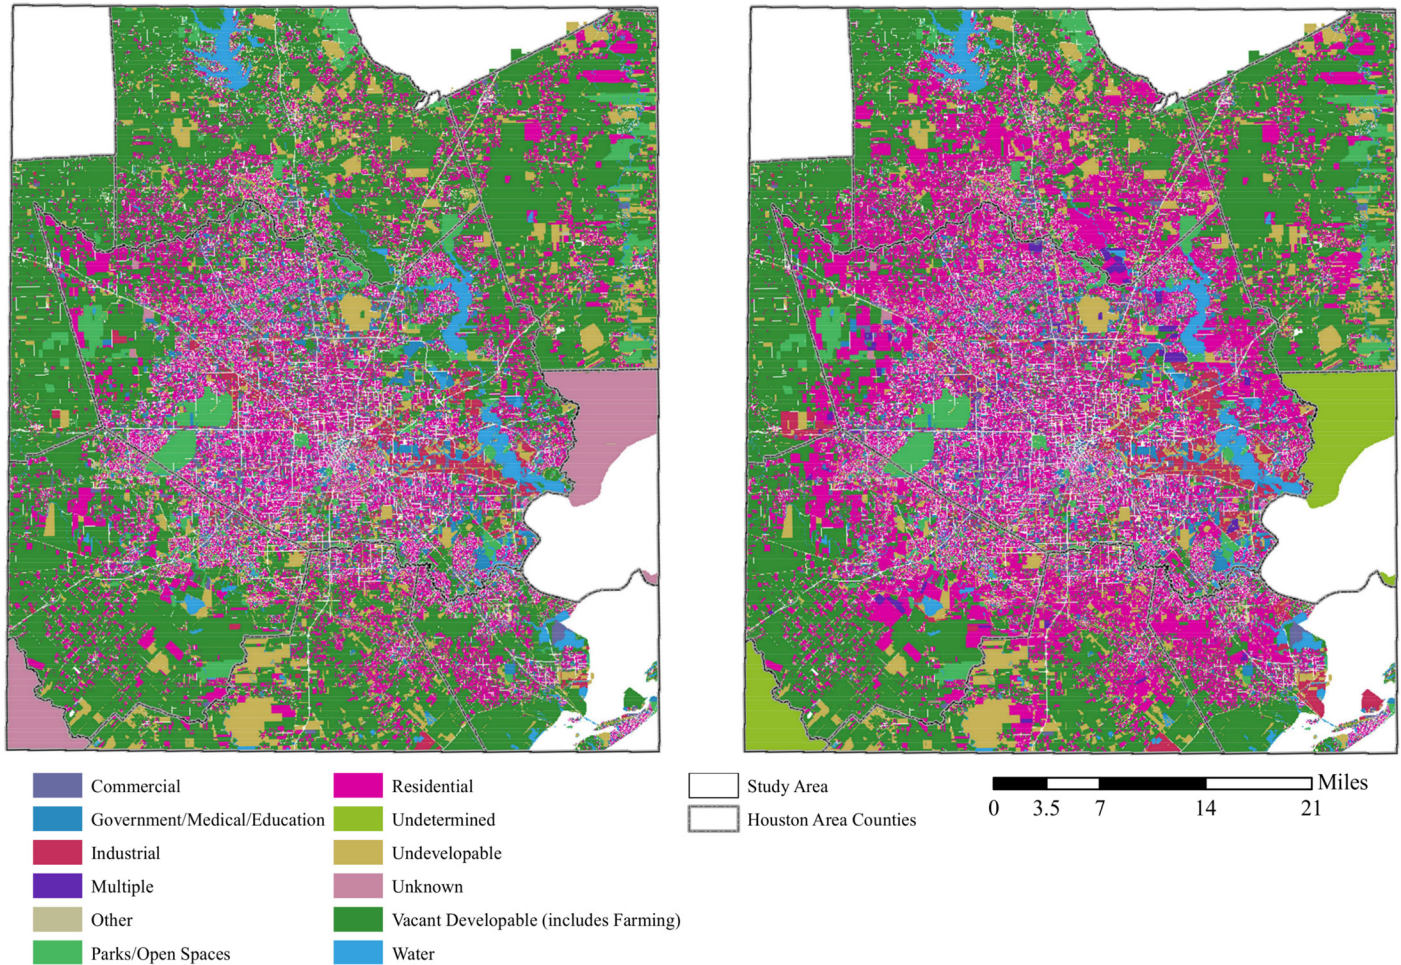 Commercial
Government/Medical/Education
Industrial
Multiple
Other
Parks/Open Spaces
Residential
Undetermined
Undevelopable
Unknown
Vacant Developable (includes Farming)
Water
Study Area
Houston Area Counties
Miles
0 3.5 7 14 21